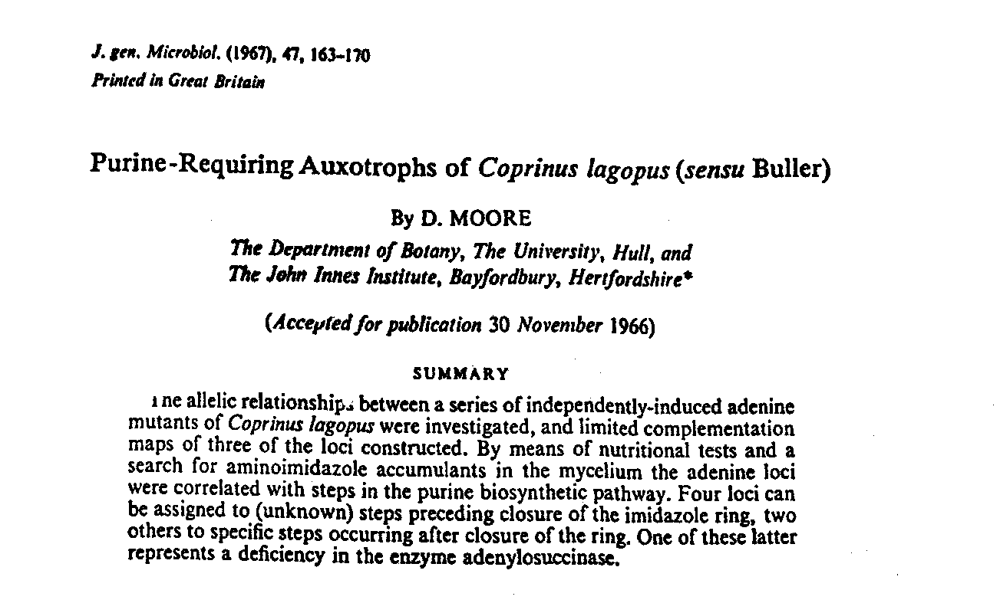 J. gen. Microbiol. (1967), 47, 163–170
Printed in Great Britain
Purine-Requiring Auxotrophs of Coprinus lagopus (sensu Buller)
By D. MOORE
The Department of Botany, The University, Hull, and
The John Innes Institute, Bayfordbury, Hertfordshire*
(Accepted for publication 30 November 1966)
SUMMARY
The allelic relationships between a series of independently-induced adenine
mutants of Coprinus lagopus were investigated, and limited complementation
maps of three of the loci constructed. By means of nutritional tests and a
search for aminoimidazole accumulants in the mycelium the adenine loci
were correlated with steps in the purine biosynthetic pathway. Four loci can
be assigned to (unknown) steps preceding closure of the imidazole ring, two
others to specific steps occurring after closure of the ring. One of these latter
represents a deficiency in the enzyme adenylosuccinase.